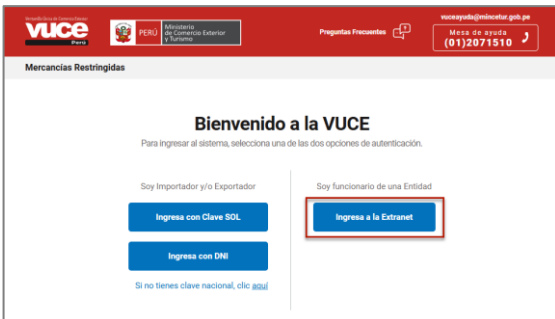 Ventanilla Única de Comercio Exterior
vuce
Perú
PERÚ
Ministerio
de Comercio Exterior
y Turismo
Preguntas Frecuentes
vuceayuda@mincetur.gob.pe
Mesa de ayuda
(01)2071510
Mercancías Restringidas
Bienvenido a la VUCE
Para ingresar al sistema, selecciona una de las dos opciones de autenticación.
Soy Importador y/o Exportador
Soy funcionario de una Entidad
Ingresa con Clave SOL
Ingresa a la Extranet
Ingresa con DNI
Si no tienes clave nacional, clic aquí